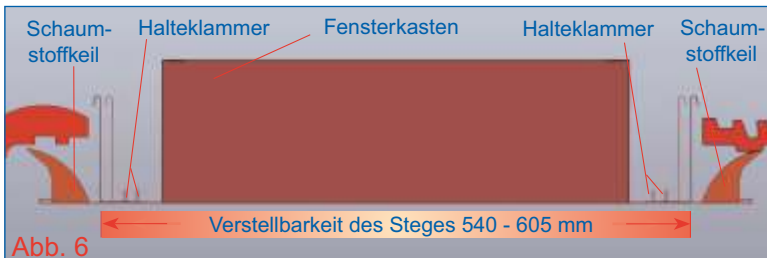 Schaum-
stoffkeil
Halteklammer
Fensterkasten
Halteklammer
Schaum-
stoffkeil
Verstellbarkeit des Steges 540 - 605 mm
Abb. 6